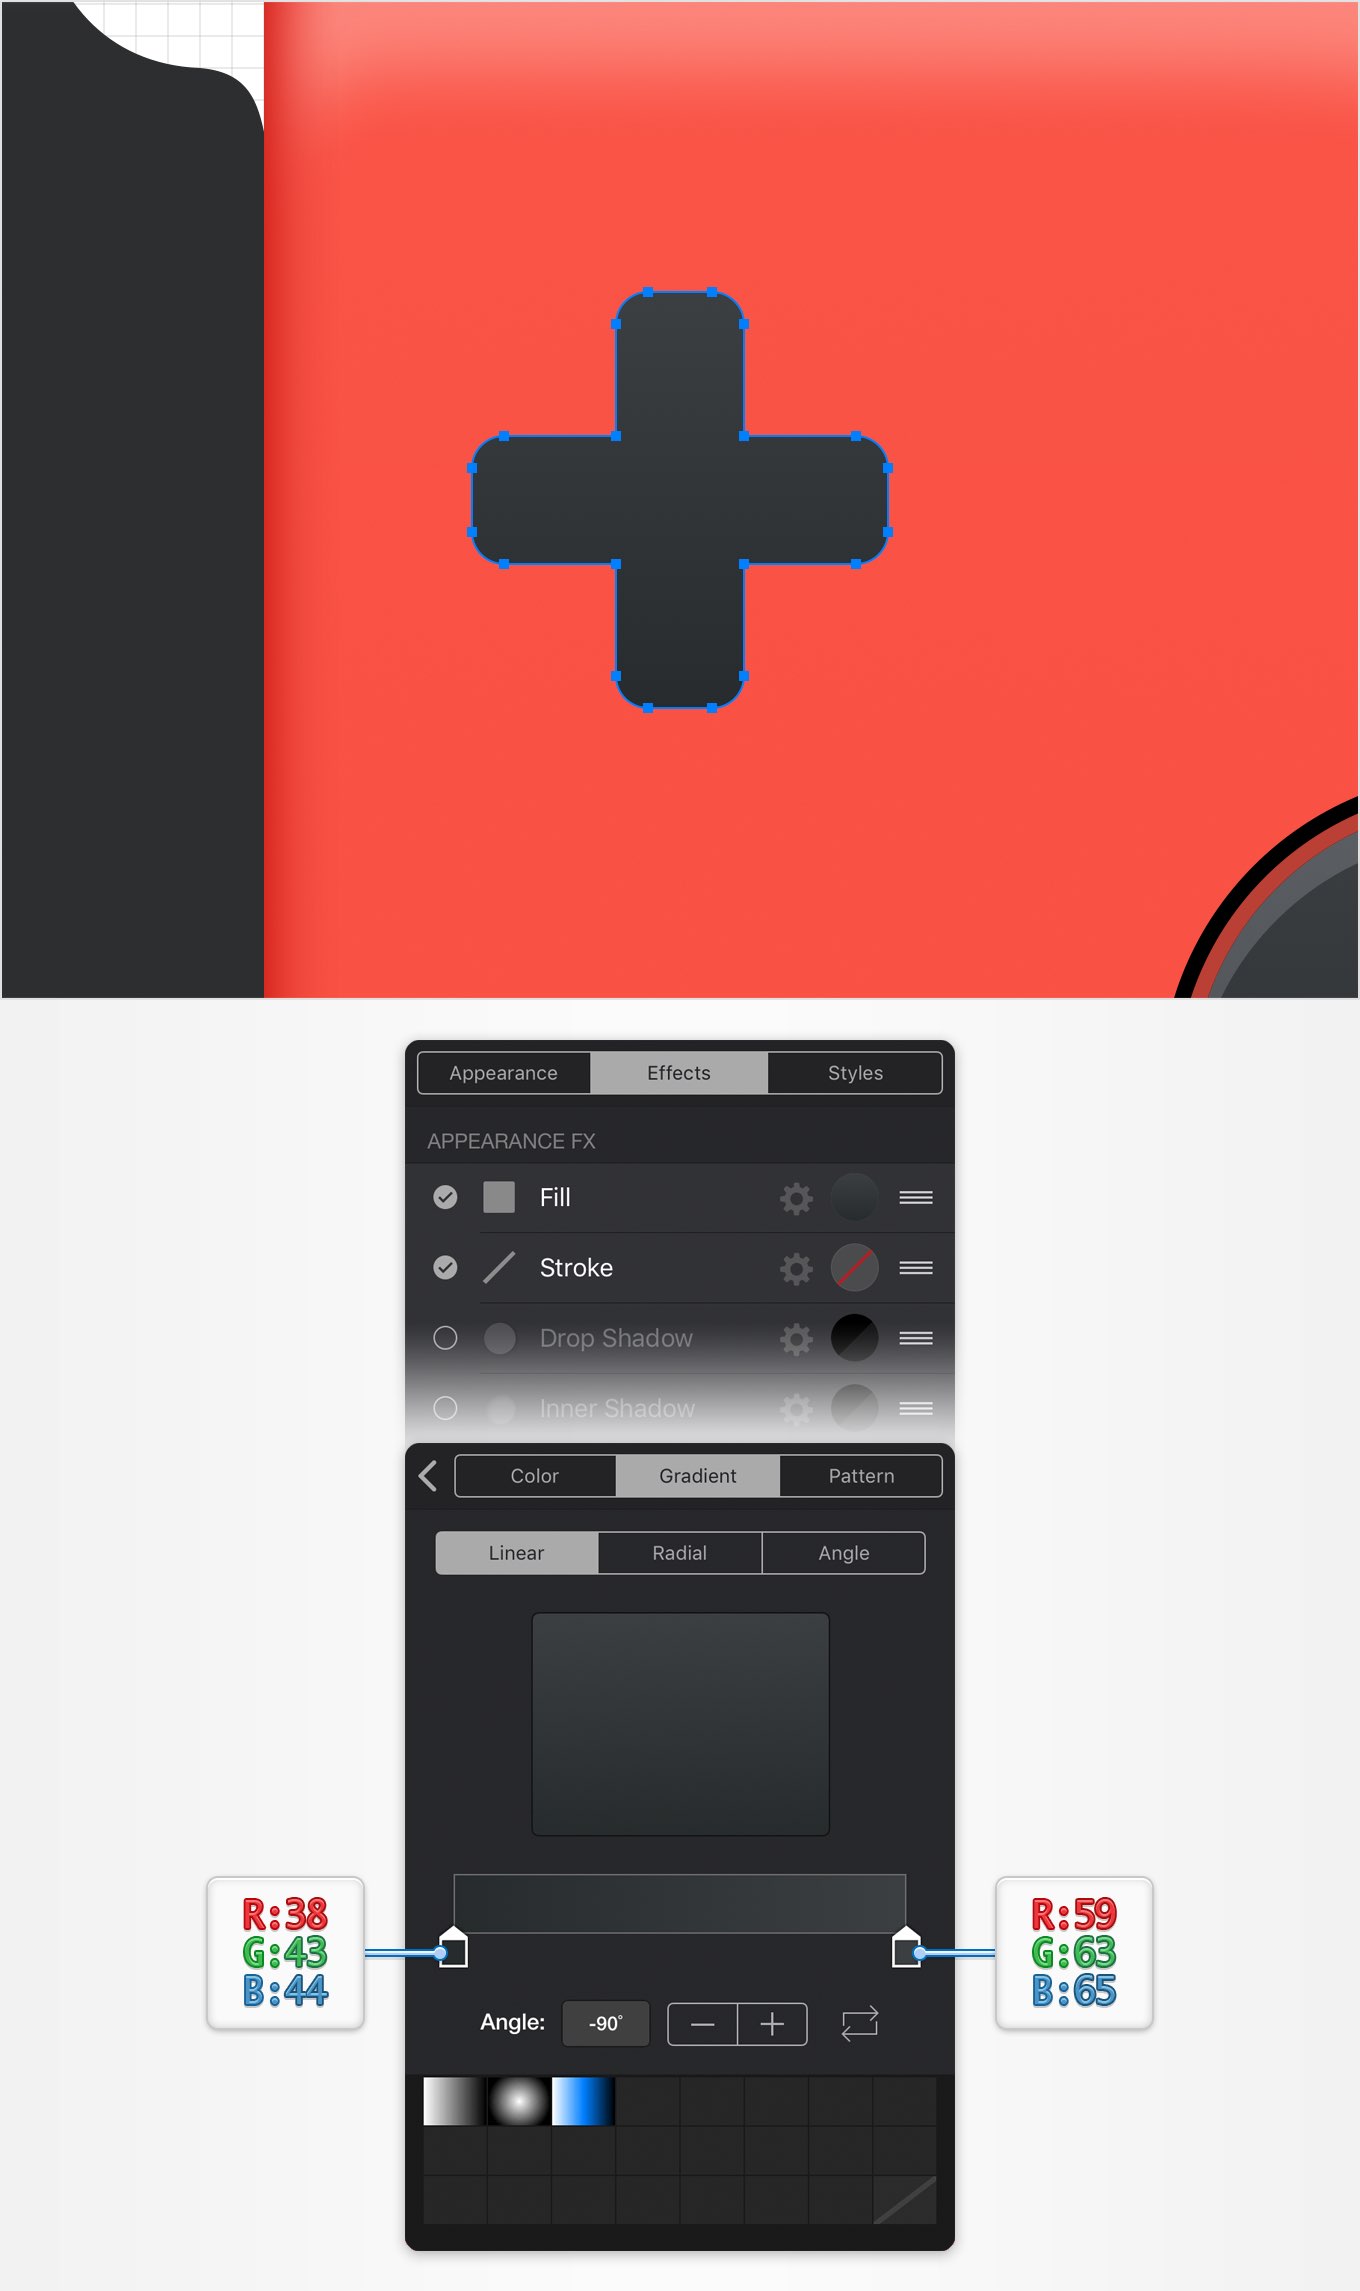 Appearance Effects Styles
APPEARANCE FX
Fill
Stroke
Drop Shadow
Inner Shadow
Color Gradient Pattern
Linear Radial Angle
R:38
G:43
B:44
R:59
G:63
B:65
Angle: -90°